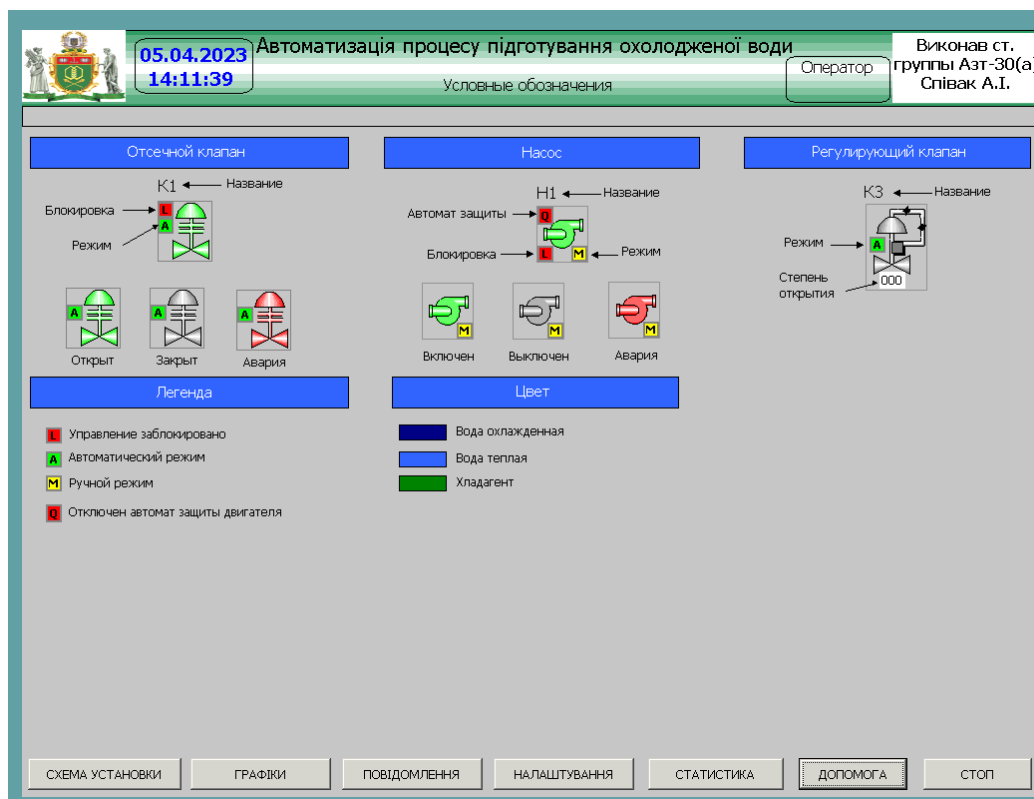 05.04.2023
14:11:39
Автоматизація процесу підготування охолодженої води
Условные обозначения
Оператор
Виконав ст.
группы Азт-30(а)
Співак А.І.
Отсечной клапан
Насос
Регулирующий клапан
К1
Название
Блокировка
L
A
Режим
Н1
Название
Автомат защиты
Q
Блокировка
L
M
Режим
К3
Название
Режим
A
Степень
открытия
000
A
A
A
Открыт
Закрыт
Авария
M
M
M
Включен
Выключен
Авария
Легенда
Цвет
L Управление заблокировано
A Автоматический режим
M Ручной режим
Q Отключен автомат защиты двигателя
Вода охлажденная
Вода теплая
Хладагент
СХЕМА УСТАНОВКИ
ГРАФІКИ
ПОВІДОМЛЕННЯ
НАЛАШТУВАННЯ
СТАТИСТИКА
ДОПОМОГА
СТОП